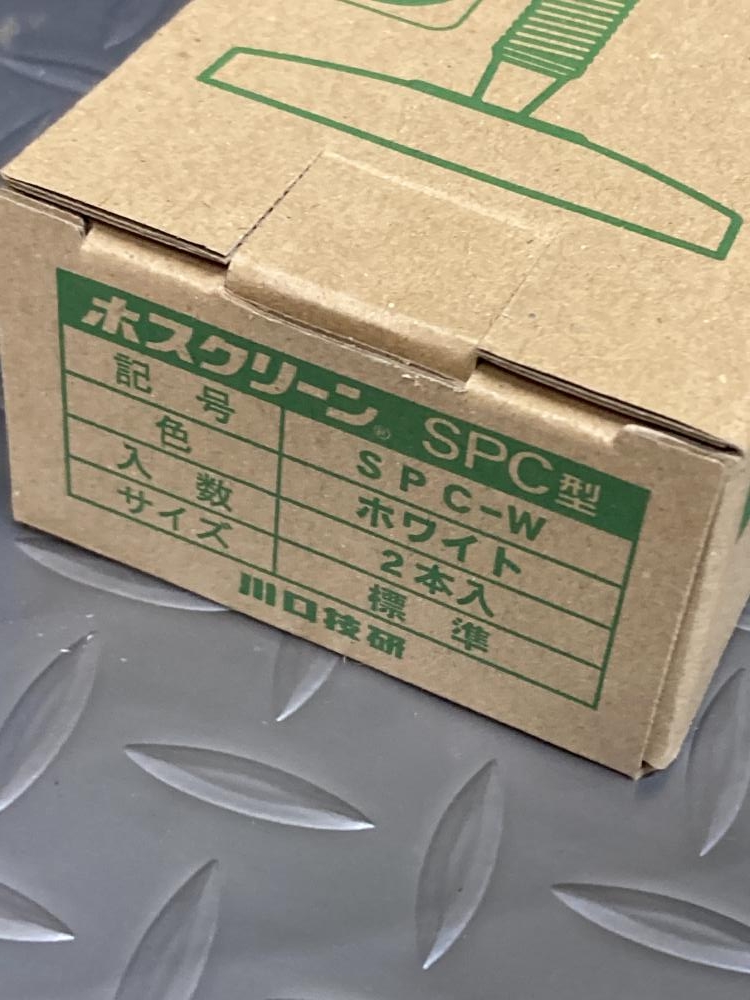 ホスクリーン® SPC型
記号 SPC-W
色 ホワイト
入数 2本入
サイズ 標準
川口技研